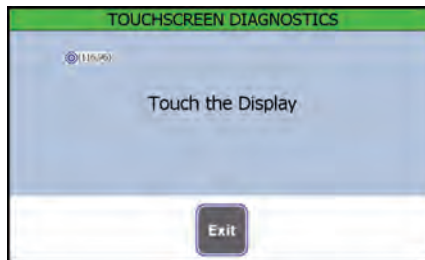 TOUCHSCREEN DIAGNOSTICS
(116,96)
Touch the Display
Exit